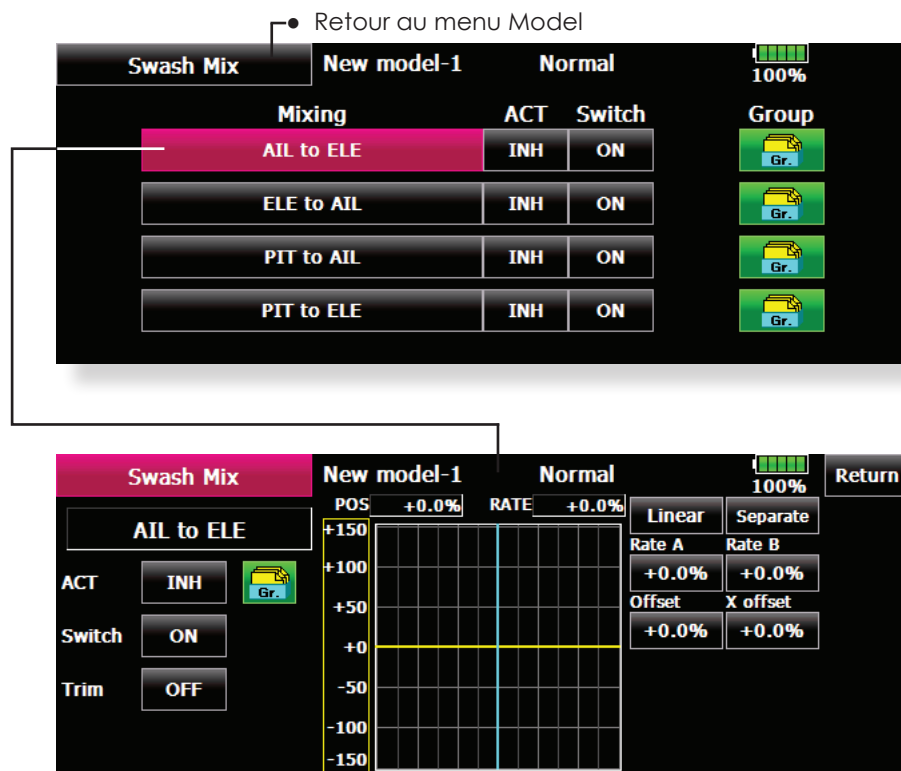 Retour au menu Model
Swash Mix New model-1 Normal 100%
Mixing ACT Switch Group
AIL to ELE INH ON Gr.
ELE to AIL INH ON Gr.
PIT to AIL INH ON Gr.
PIT to ELE INH ON Gr.
Swash Mix New model-1 Normal 100% Return
POS +0.0% RATE +0.0%
AIL to ELE
Linear Separate
Rate A Rate B
+0.0% +0.0%
Offset X offset
+0.0% +0.0%
ACT INH Gr.
Switch ON
Trim OFF
+150
+100
+50
+0
-50
-100
-150